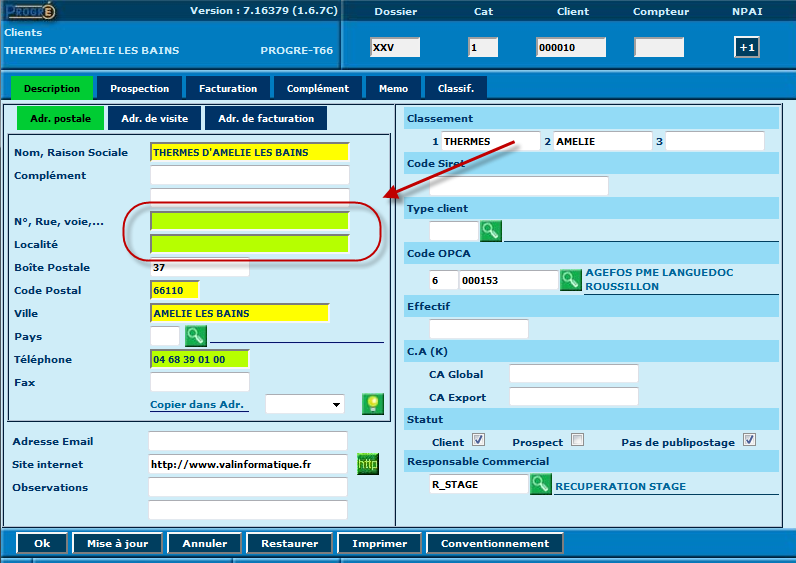 PROGRÉ
Version : 7.16379 (1.6.7C)
Dossier Cat Client Compteur NPAI
Clients
THERMES D'AMELIE LES BAINS PROGRE-T66
XXV 1 000010 +1
Description Prospection Facturation Complément Memo Classif.
Adr. postale Adr. de visite Adr. de facturation
Nom, Raison Sociale THERMES D'AMELIE LES BAINS
Complément
N°, Rue, voie,...
Localité
Boîte Postale 37
Code Postal 66110
Ville AMELIE LES BAINS
Pays
Téléphone 04 68 39 01 00
Fax
Copier dans Adr.
Adresse Email
Site internet http://www.valinformatique.fr http
Observations
Classement
1 THERMES 2 AMELIE 3
Code Siret
Type client
Code OPCA
6 000153 AGEFOS PME LANGUEDOC
ROUSSILLON
Effectif
C.A (K)
CA Global
CA Export
Statut
Client Prospect Pas de publipostage
Responsable Commercial
R_STAGE RECUPERATION STAGE
Ok Mise à jour Annuler Restaurer Imprimer Conventionnement